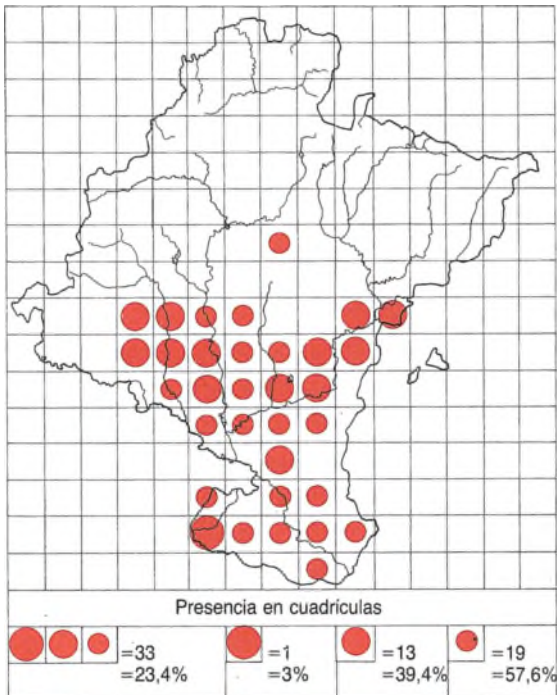 Presencia en cuadrículas
=33 =1 =13 =19
=23,4% =3% =39,4% =57,6%